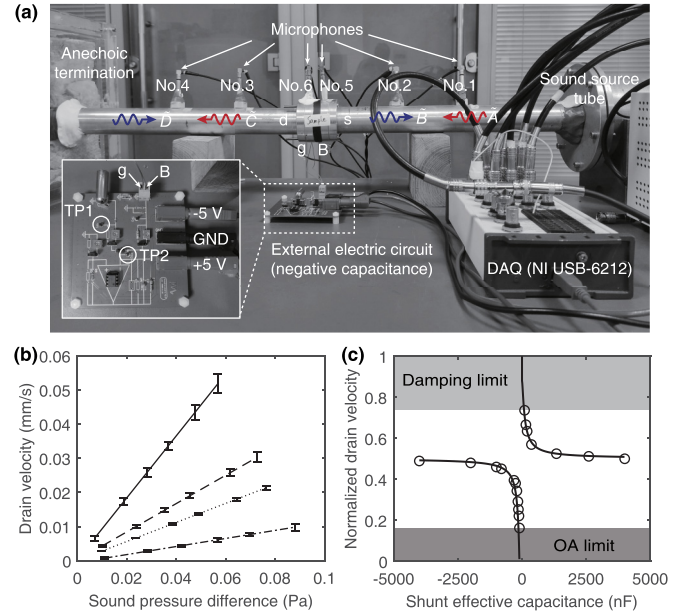 (a)
Microphones
Anechoic
termination
No.4
No.3
No.6
No.5
No.2
No.1
Sound source
tube
D
C
d
s
B
A
g
B
g
B
TP1
TP2
-5 V
GND
+5 V
External electric circuit
(negative capacitance)
DAQ (NI USB-6212)
(b)
Drain velocity (mm/s)
0.06
0.05
0.04
0.03
0.02
0.01
0
0
0.02
0.04
0.06
0.08
0.1
Sound pressure difference (Pa)
(c)
Normalized drain velocity
1
0.8
0.6
0.4
0.2
0
Damping limit
OA limit
-5000
-2500
0
2500
5000
Shunt effective capacitance (nF)